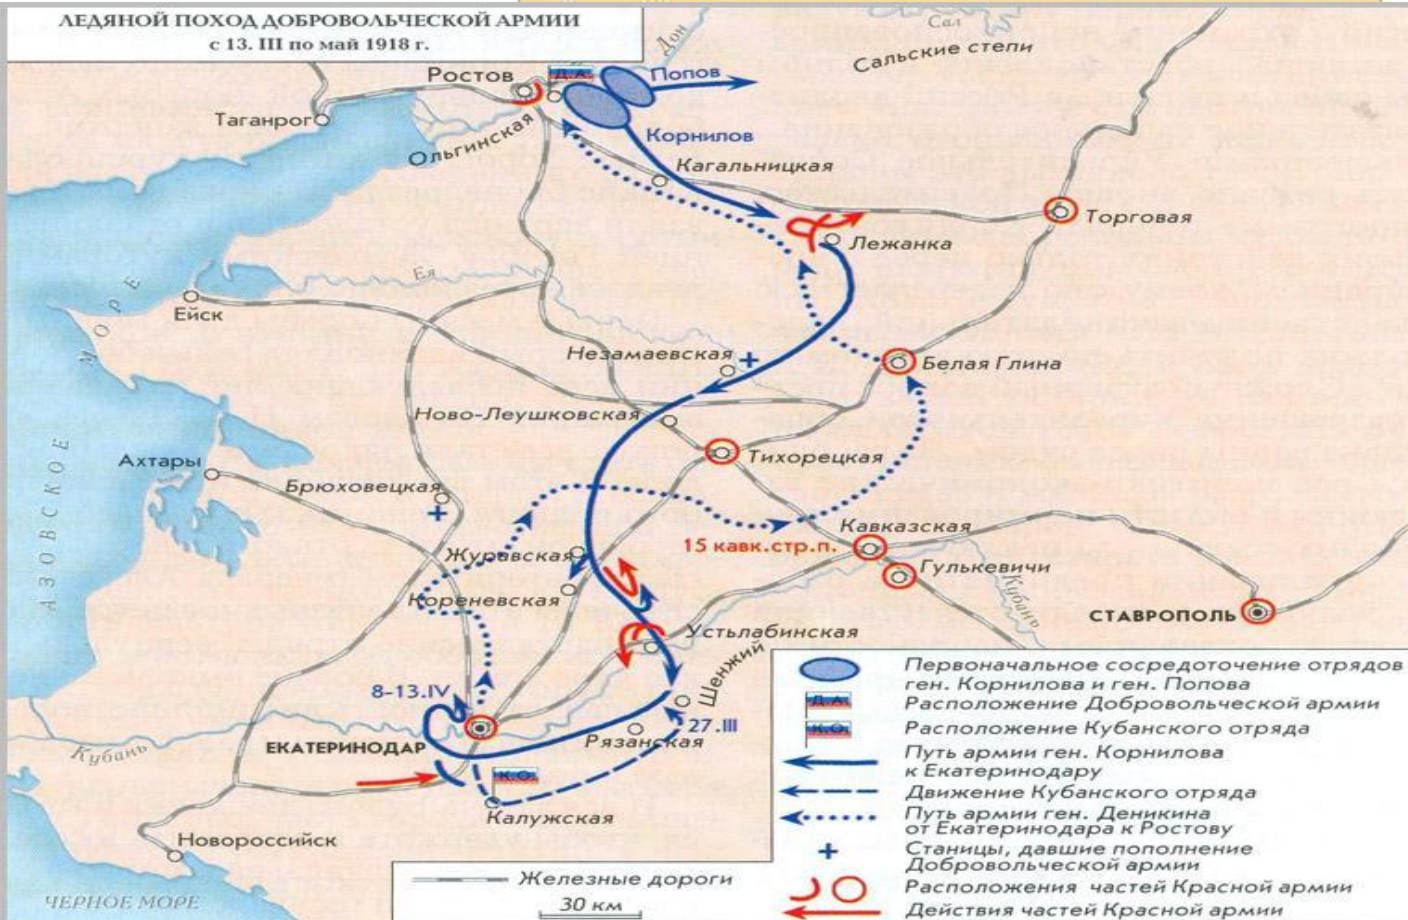 ЛЕДЯНОЙ ПОХОД ДОБРОВОЛЬЧЕСКОЙ АРМИИ
с 13. III по май 1918 г.
Сал
Дон
Сальские степи
Ростов
Д.А.
Попов
Таганрог
Ольгинская
Корнилов
Кагальницкая
Торговая
Лежанка
Ея
Ейск
Незамаевская
Белая Глина
Ново-Леушковская
Тихорецкая
Ахтары
Брюховецкая
АЗОВСКОЕ МОРЕ
Кавказская
15 кавк.стр.п.
Журавская
Гулькевичи
Кореневская
Кубань
СТАВРОПОЛЬ
Устьлабинская
Шенжий
8-13.IV
27.III
Кубань
ЕКАТЕРИНОДАР
Рязанская
К.О.
Калужская
Новороссийск
ЧЕРНОЕ МОРЕ
Железные дороги
30 км
Первоначальное сосредоточение отрядов
ген. Корнилова и ген. Попова
Д.А.
Расположение Добровольческой армии
К.О.
Расположение Кубанского отряда
Путь армии ген. Корнилова
к Екатеринодару
Движение Кубанского отряда
Путь армии ген. Деникина
от Екатеринодара к Ростову
Станицы, давшие пополнение
Добровольческой армии
Расположения частей Красной армии
Действия частей Красной армии